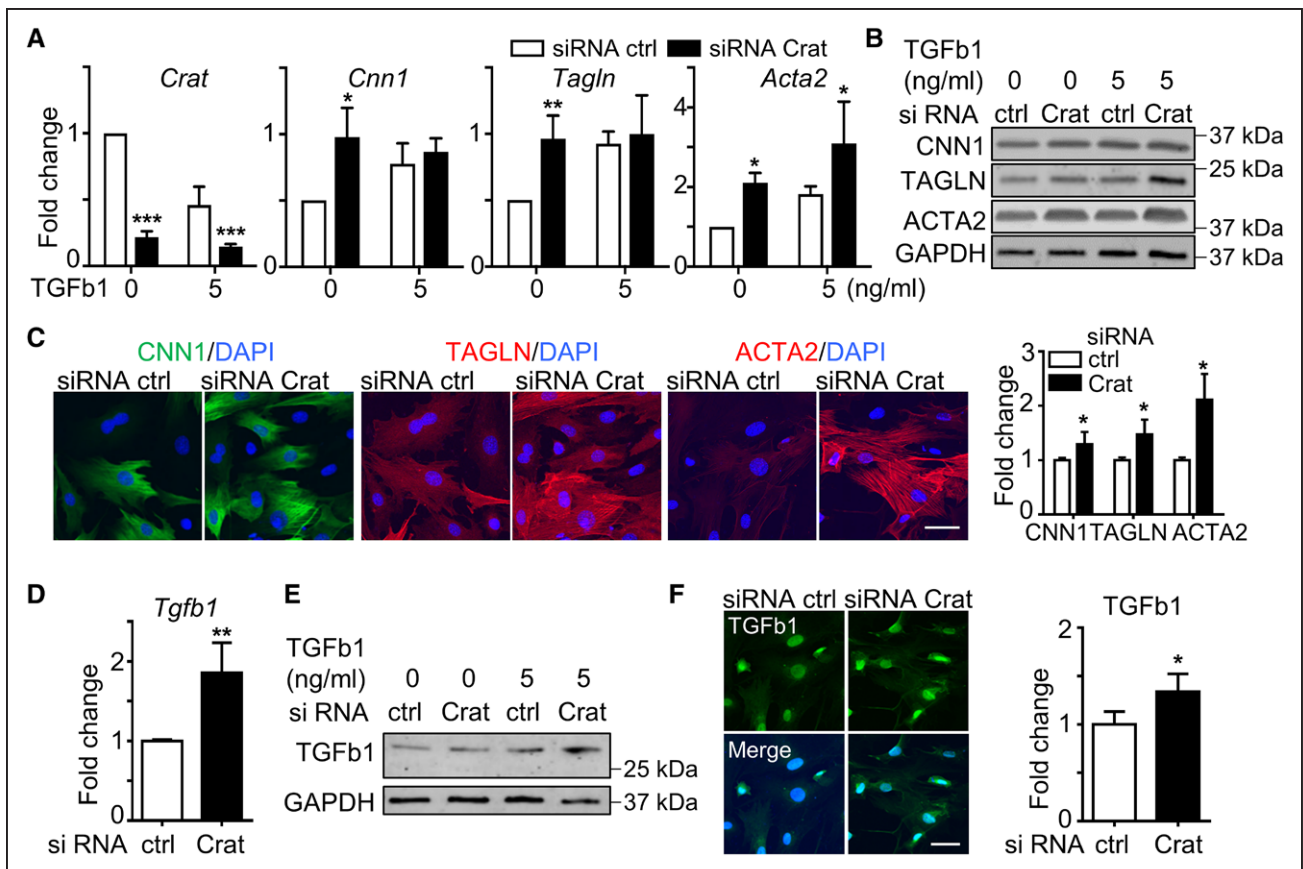 A
siRNA ctrl siRNA Crat
Crat Cnn1 Tagln Acta2
Fold change
1
0
1
0
1
0
4
2
0
*** *** * ** * *
TGFb1 0 5 0 5 0 5 0 5 (ng/ml)
B
TGFb1
(ng/ml) 0 0 5 5
si RNA ctrl Crat ctrl Crat
CNN1 37 kDa
25 kDa
TAGLN
ACTA2 37 kDa
GAPDH 37 kDa
C
CNN1/DAPI TAGLN/DAPI ACTA2/DAPI
siRNA ctrl siRNA Crat siRNA ctrl siRNA Crat siRNA ctrl siRNA Crat
siRNA
ctrl
Crat
Fold change
3
2
1
0
* * *
CNN1 TAGLN ACTA2
D
Tgfb1
Fold change
2
1
0
**
si RNA ctrl Crat
E
TGFb1
(ng/ml) 0 0 5 5
si RNA ctrl Crat ctrl Crat
TGFb1
25 kDa
GAPDH 37 kDa
F
siRNA ctrl siRNA Crat
TGFb1
Merge
TGFb1
Fold change
2
1
0
*
si RNA ctrl Crat